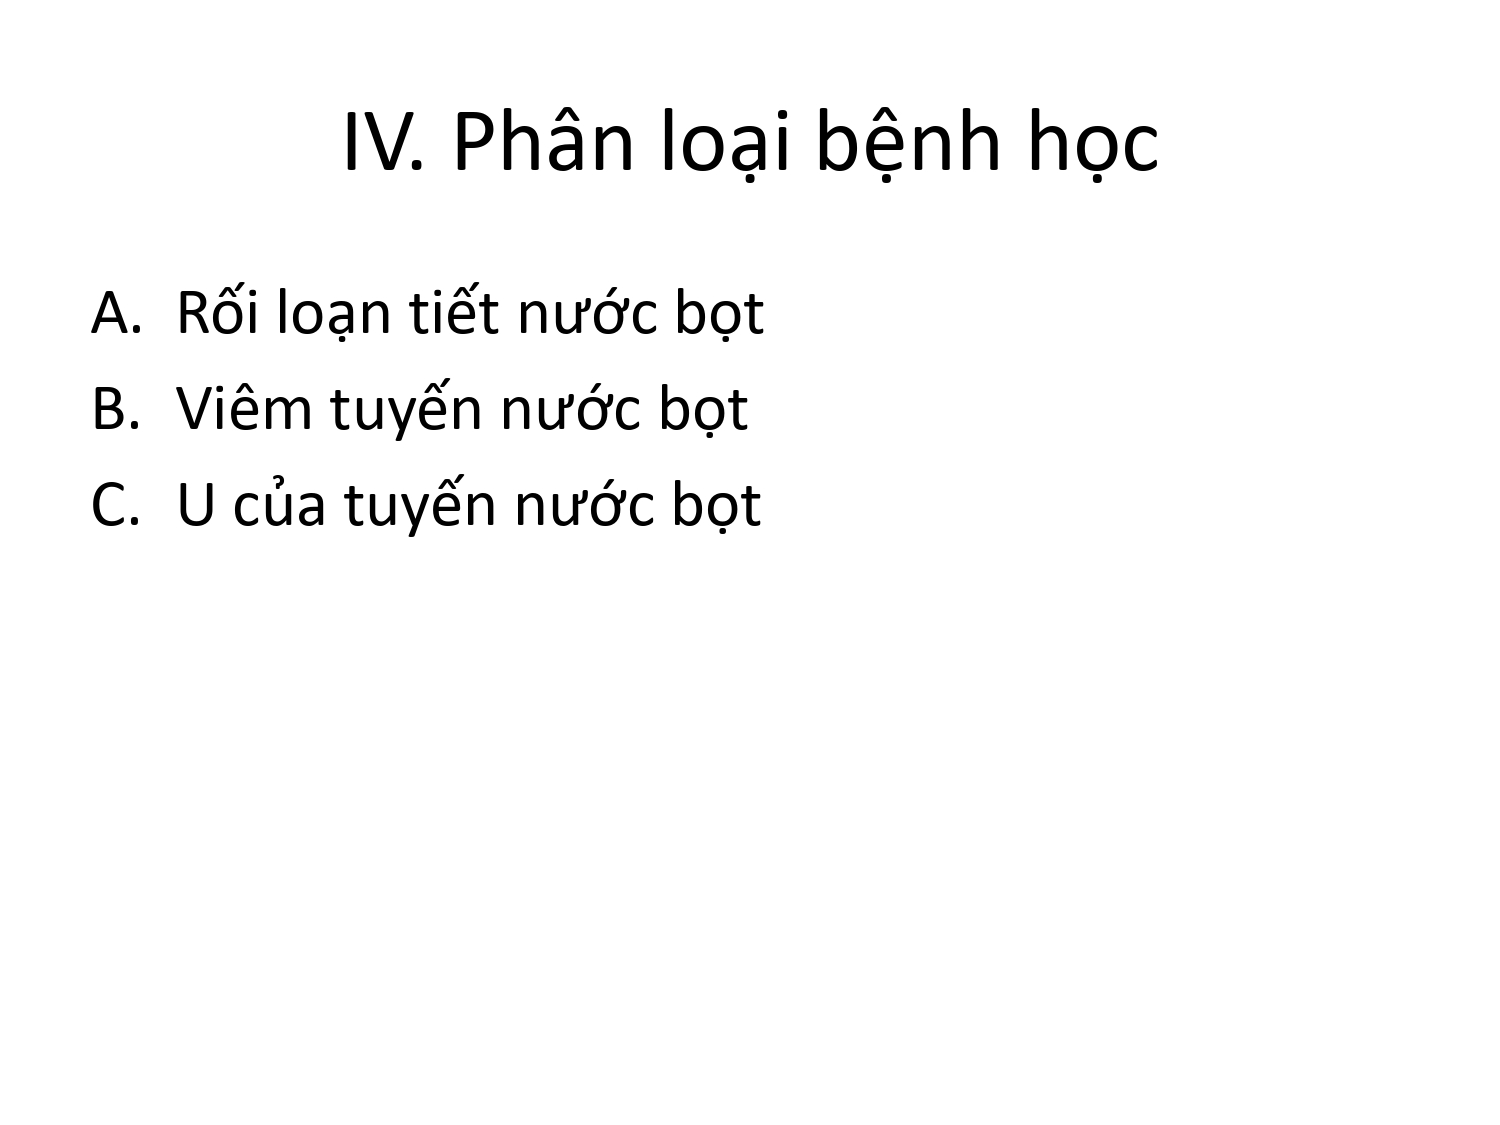 IV. Phân loại bệnh học
A. Rối loạn tiết nước bọt
B. Viêm tuyến nước bọt
C. U của tuyến nước bọt